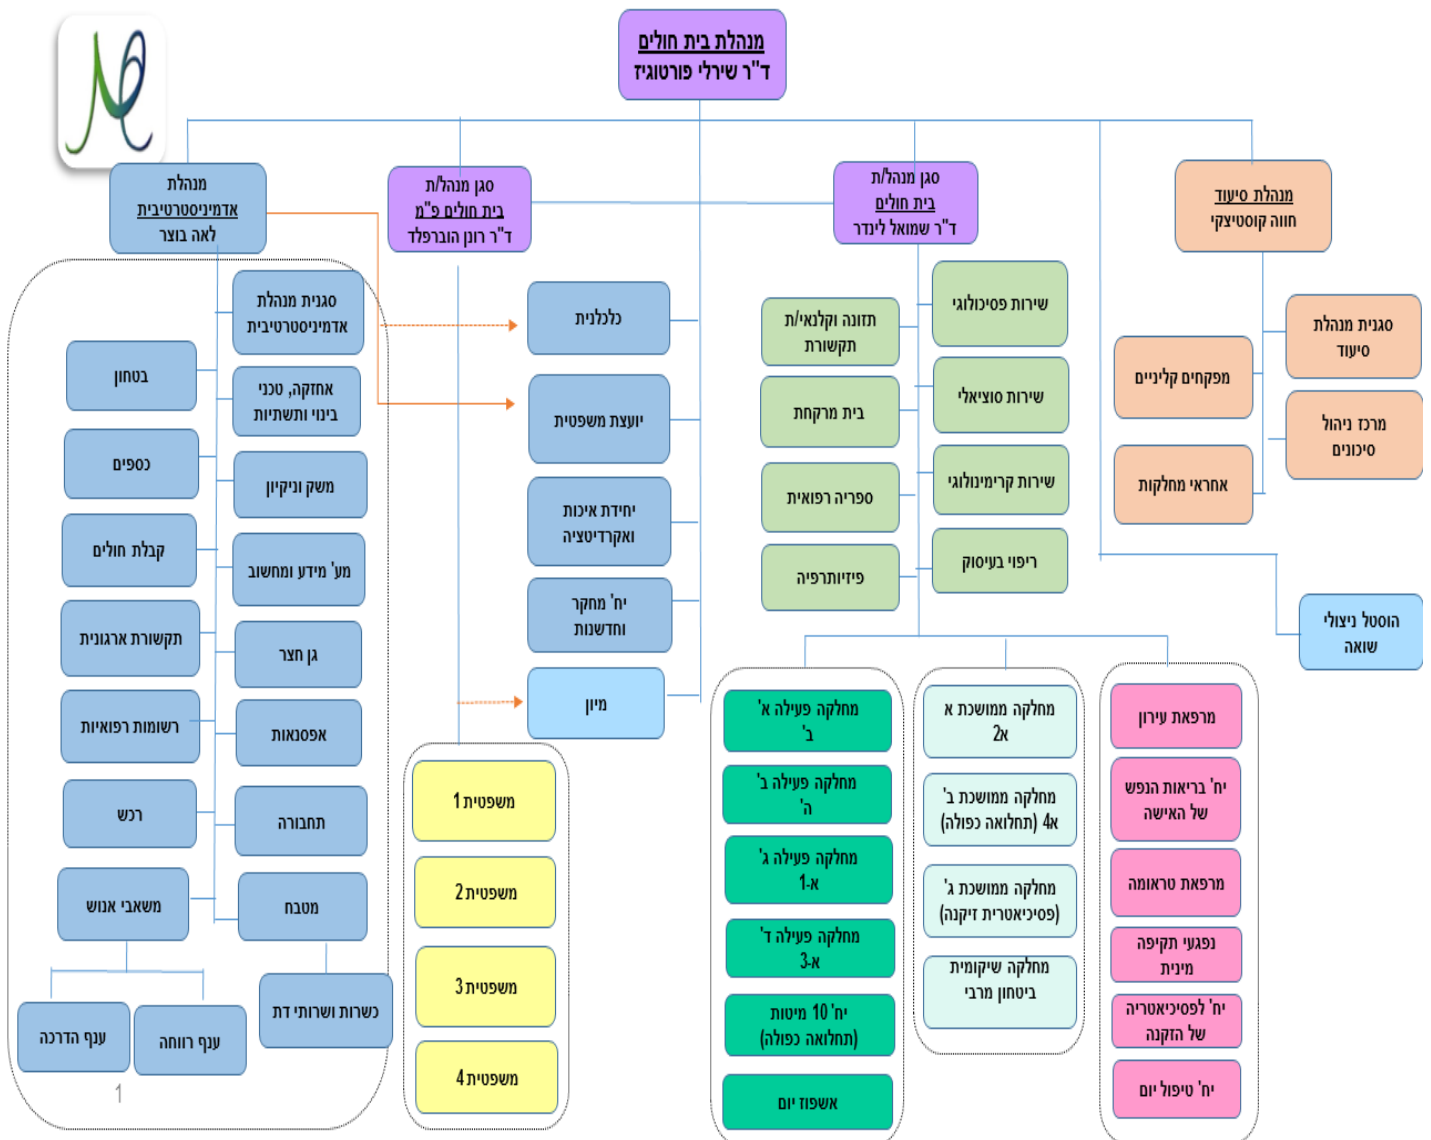 מנהלת בית חולים
ד"ר שירלי פורטוגיז
מנהלת סיעוד
חווה קוסטיצקי
סגן מנהל/ת
בית חולים
ד"ר שמואל לינדר
סגן מנהל/ת
בית חולים פ"מ
ד"ר רונן הוברפלד
מנהלת
אדמיניסטרטיבית
לאה בוצר
סגנית מנהלת
סיעוד
מפקחים קליניים
מרכז ניהול
סיכונים
אחראי מחלקות
הוסטל ניצולי
שואה
שירות פסיכולוגי
תזונה וקלנאי/ת
תקשורת
שירות סוציאלי
בית מרקחת
שירות קרימינולוגי
ספריה רפואית
ריפוי בעיסוק
פיזיותרפיה
מרפאת עירון
יח' בריאות הנפש
של האישה
מרפאת טראומה
נפגעי תקיפה
מינית
יח' לפסיכיאטריה
של הזקנה
יח' טיפול יום
מחלקה ממושכת א
א2
מחלקה ממושכת ב'
א4 (תחלואה כפולה)
מחלקה ממושכת ג'
(פסיכיאטרית זיקנה)
מחלקה שיקומית
ביטחון מרבי
מחלקה פעילה א'
ב'
מחלקה פעילה ב'
ה'
מחלקה פעילה ג'
א-1
מחלקה פעילה ד'
א-3
יח' 10 מיטות
(תחלואה כפולה)
אשפוז יום
כלכלנית
יועצת משפטית
יחידת איכות
ואקרדיטציה
יח' מחקר
וחדשנות
מיון
משפטית 1
משפטית 2
משפטית 3
משפטית 4
סגנית מנהלת
אדמיניסטרטיבית
בטחון
אחזקה, טכני
בינוי ותשתיות
כספים
משק וניקיון
קבלת חולים
מע' מידע ומחשוב
תקשורת ארגונית
גן חצר
רשומות רפואיות
אפסנאות
רכש
תחבורה
משאבי אנוש
מטבח
כשרות ושרותי דת
ענף רווחה
ענף הדרכה
1